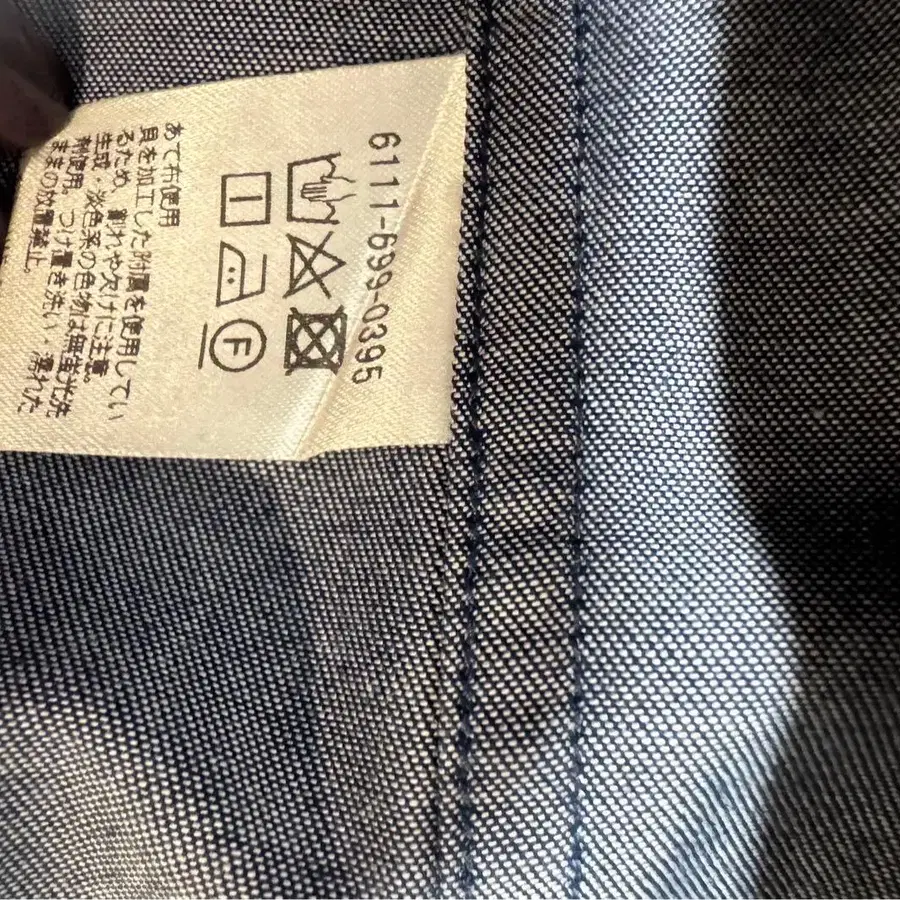 6111-699-0395
F
あて布使用
貝を加工した附属を使用してい
るため、割れや欠けに注意。
生成、淡色系の色物は無蛍光洗
剤使用。つけ置き洗い・濡れた
ままの放置禁止。